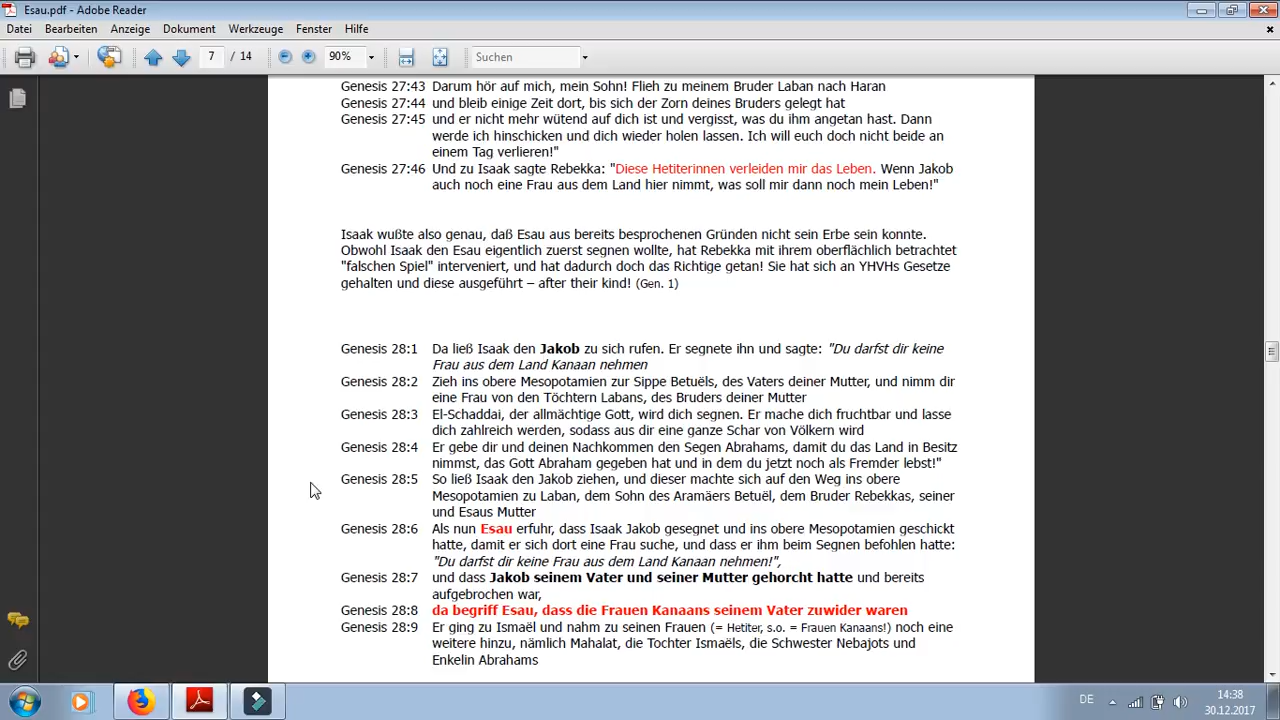 Esau.pdf - Adobe Reader
Datei Bearbeiten Anzeige Dokument Werkzeuge Fenster Hilfe
7 / 14 90% Suchen
Genesis 27:43 Darum hör auf mich, mein Sohn! Flieh zu meinem Bruder Laban nach Haran
Genesis 27:44 und bleib einige Zeit dort, bis sich der Zorn deines Bruders gelegt hat
Genesis 27:45 und er nicht mehr wütend auf dich ist und vergisst, was du ihm angetan hast. Dann
werde ich hinschicken und dich wieder holen lassen. Ich will euch doch nicht beide an
einem Tag verlieren!"
Genesis 27:46 Und zu Isaak sagte Rebekka: "Diese Hetiterinnen verleiden mir das Leben. Wenn Jakob
auch noch eine Frau aus dem Land hier nimmt, was soll mir dann noch mein Leben!"
Isaak wußte also genau, daß Esau aus bereits besprochenen Gründen nicht sein Erbe sein konnte.
Obwohl Isaak den Esau eigentlich zuerst segnen wollte, hat Rebekka mit ihrem oberflächlich betrachtet
"falschen Spiel" interveniert, und hat dadurch doch das Richtige getan! Sie hat sich an YHVHs Gesetze
gehalten und diese ausgeführt – after their kind! (Gen. 1)
Genesis 28:1 Da ließ Isaak den Jakob zu sich rufen. Er segnete ihn und sagte: "Du darfst dir keine
Frau aus dem Land Kanaan nehmen
Genesis 28:2 Zieh ins obere Mesopotamien zur Sippe Betuëls, des Vaters deiner Mutter, und nimm dir
eine Frau von den Töchtern Labans, des Bruders deiner Mutter
Genesis 28:3 El-Schaddai, der allmächtige Gott, wird dich segnen. Er mache dich fruchtbar und lasse
dich zahlreich werden, sodass aus dir eine ganze Schar von Völkern wird
Genesis 28:4 Er gebe dir und deinen Nachkommen den Segen Abrahams, damit du das Land in Besitz
nimmst, das Gott Abraham gegeben hat und in dem du jetzt noch als Fremder lebst!"
Genesis 28:5 So ließ Isaak den Jakob ziehen, und dieser machte sich auf den Weg ins obere
Mesopotamien zu Laban, dem Sohn des Aramäers Betuël, dem Bruder Rebekkas, seiner
und Esaus Mutter
Genesis 28:6 Als nun Esau erfuhr, dass Isaak Jakob gesegnet und ins obere Mesopotamien geschickt
hatte, damit er sich dort eine Frau suche, und dass er ihm beim Segnen befohlen hatte:
"Du darfst dir keine Frau aus dem Land Kanaan nehmen!",
Genesis 28:7 und dass Jakob seinem Vater und seiner Mutter gehorcht hatte und bereits
aufgebrochen war,
Genesis 28:8 da begriff Esau, dass die Frauen Kanaans seinem Vater zuwider waren
Genesis 28:9 Er ging zu Ismaël und nahm zu seinen Frauen (= Hetiter, s.o. = Frauen Kanaans!) noch eine
weitere hinzu, nämlich Mahalat, die Tochter Ismaëls, die Schwester Nebajots und
Enkelin Abrahams
DE
14:38
30.12.2017